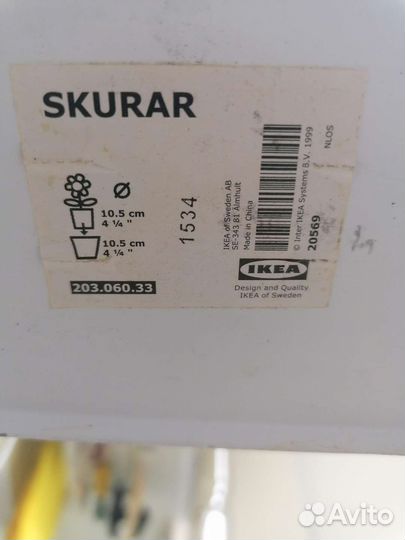 SKURAR
Ø
10.5 cm
4 ¼ "
10.5 cm
4 ¼ "
203.060.33
1534
IKEA of Sweden AB
SE-343 81 Älmhult
Made in China
20569
© Inter IKEA Systems B.V. 1999
NLOS
IKEA
Design and Quality
IKEA of Sweden
Avito